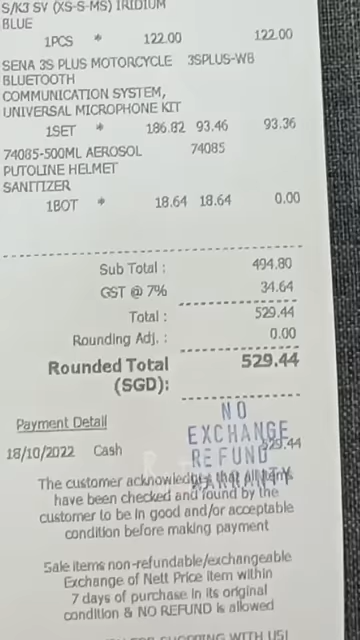 S/K3 SV (XS-S-MS) IRIDIUM
BLUE
1PCS * 122.00 122.00
SENA 3S PLUS MOTORCYCLE 3SPLUS-WB
BLUETOOTH
COMMUNICATION SYSTEM,
UNIVERSAL MICROPHONE KIT
1SET * 186.82 93.46 93.36
74085-500ML AEROSOL 74085
PUTOLINE HELMET
SANITIZER
1BOT * 18.64 18.64 0.00
Sub Total : 494.80
GST @ 7% 34.64
Total : 529.44
Rounding Adj. : 0.00
Rounded Total 529.44
(SGD):
Payment Detail
NO
EXCHANGE
REFUND
WARRANTY
18/10/2022 Cash 529.44
The customer acknowledges that all items
have been checked and found by the
customer to be in good and/or acceptable
condition before making payment
Sale items non-refundable/exchangeable
Exchange of Nett Price item within
7 days of purchase in its original
condition & NO REFUND is allowed
FOR SHOPPING WITH US!